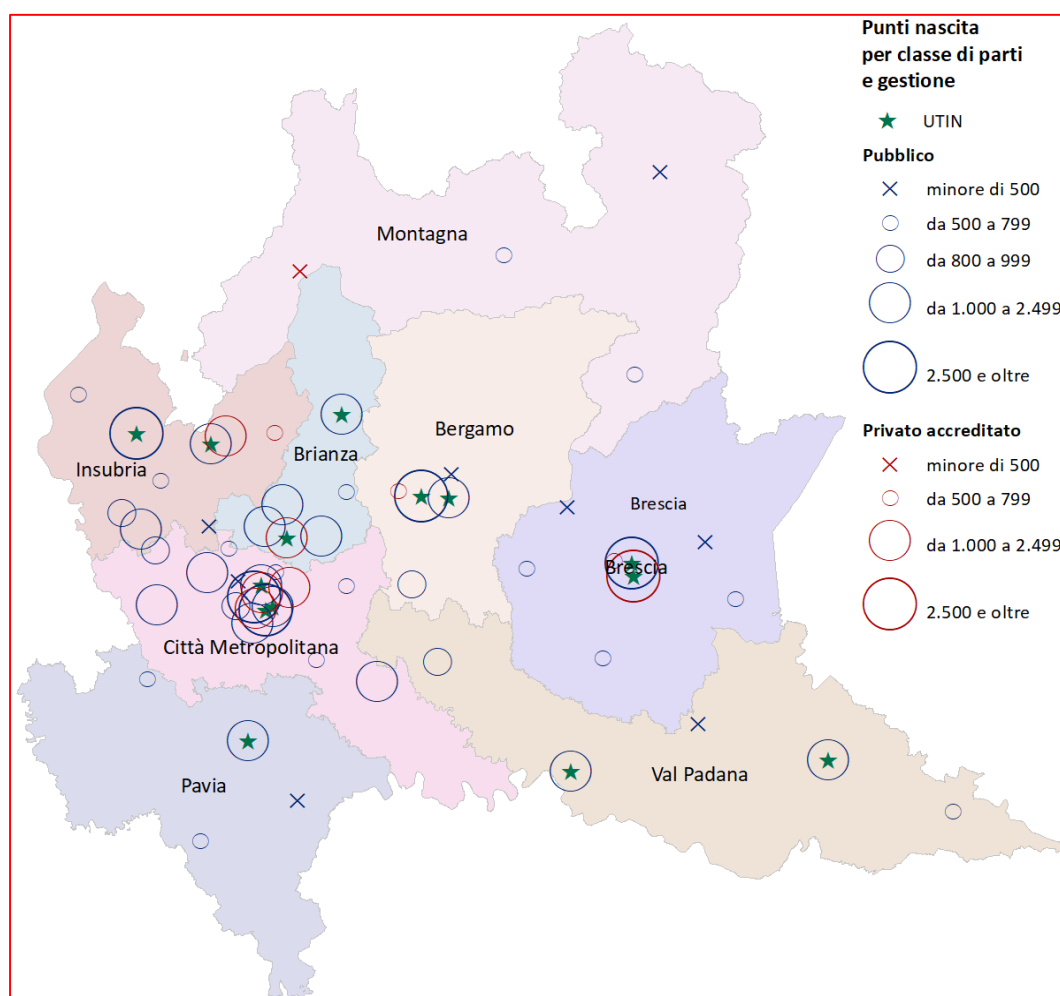 Punti nascita
per classe di parti
e gestione
UTIN
Pubblico
minore di 500
da 500 a 799
da 800 a 999
da 1.000 a 2.499
2.500 e oltre
Privato accreditato
minore di 500
da 500 a 799
da 1.000 a 2.499
2.500 e oltre
Montagna
Bergamo
Brianza
Insubria
Brescia
Brescia
Città Metropolitana
Val Padana
Pavia